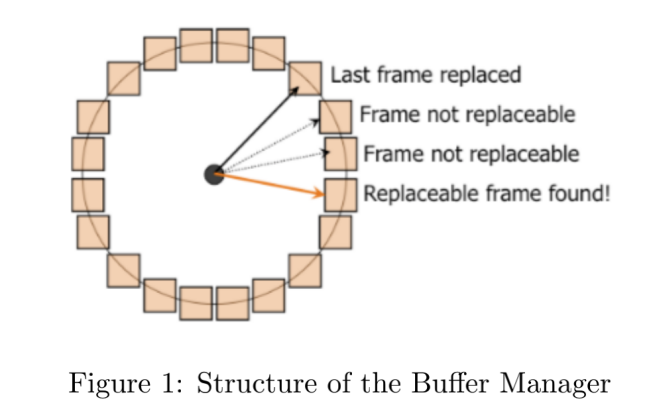 Last frame replaced
Frame not replaceable
Frame not replaceable
Replaceable frame found!
Figure 1: Structure of the Buffer Manager